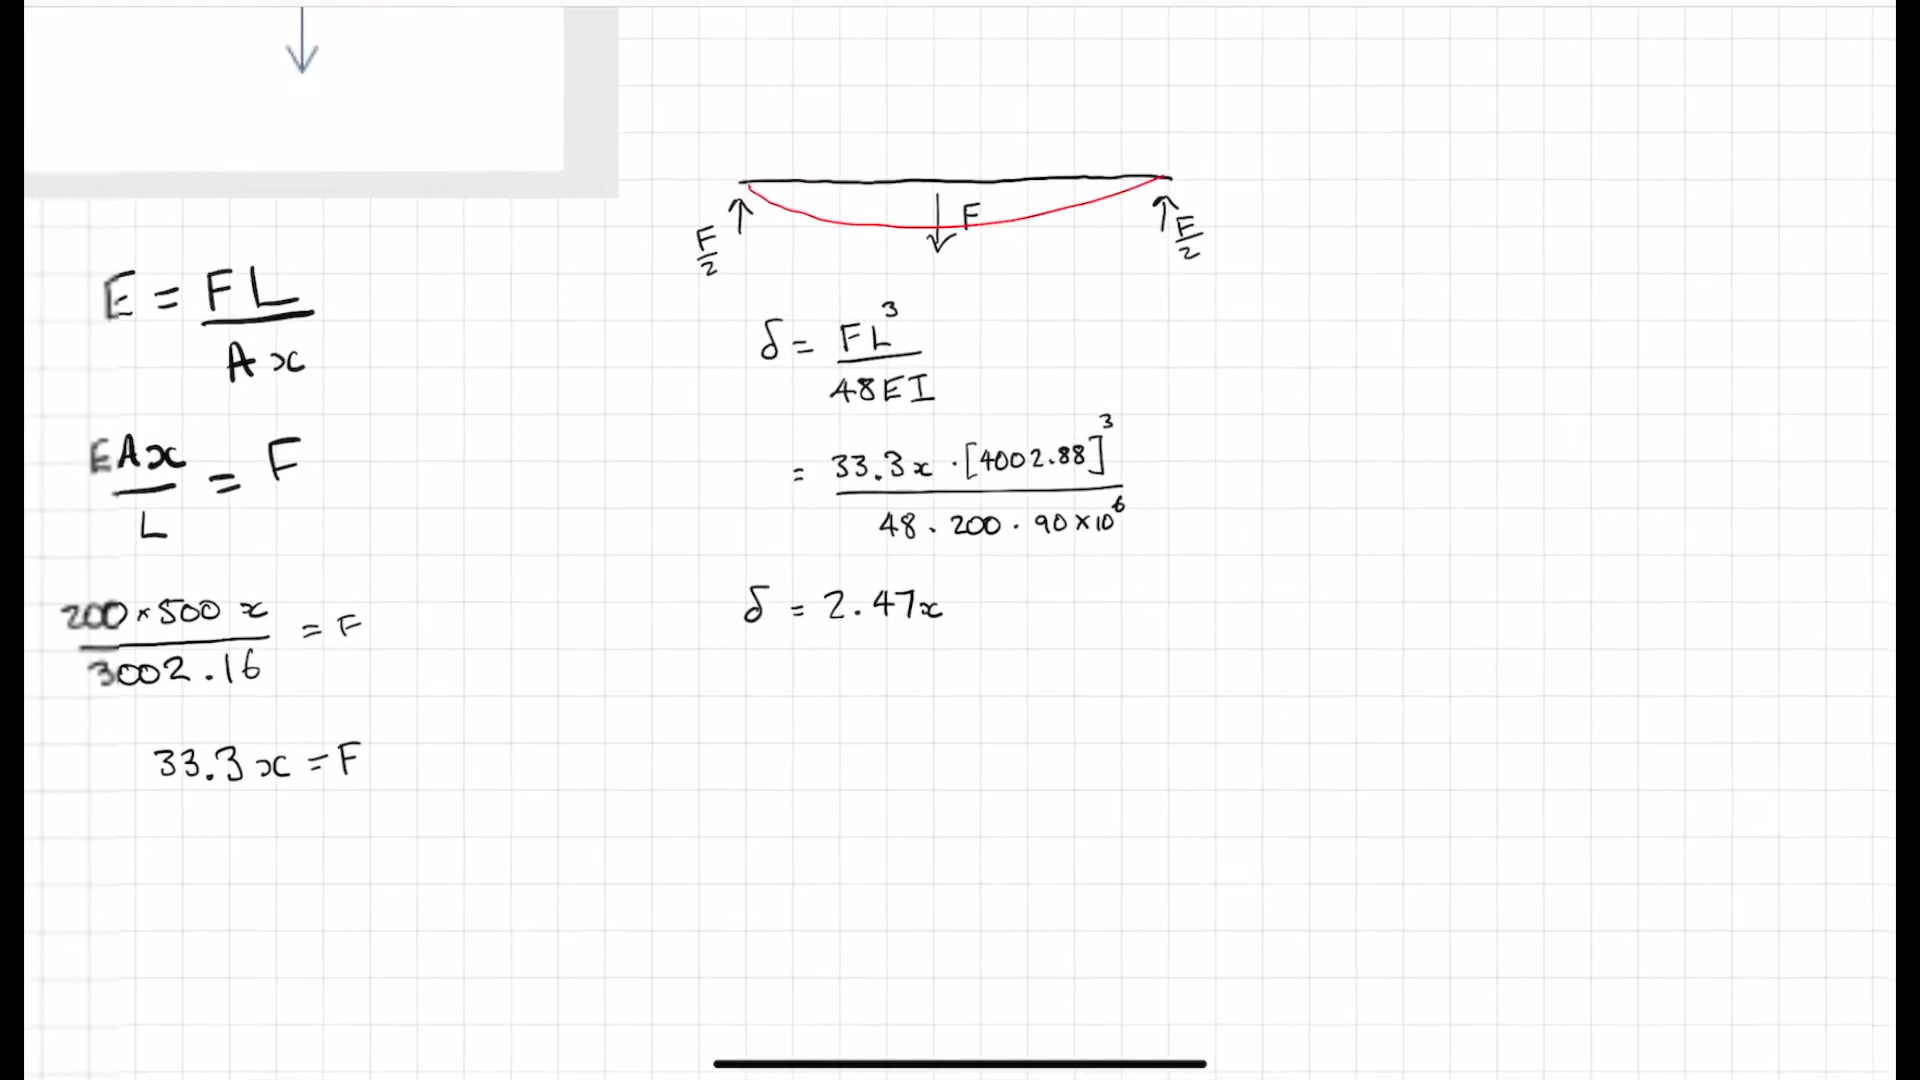 E = FL
Ax
EAx = F
L
200 × 500 x = F
3002.16
33.3x = F
F
F/2
F/2
δ = FL³
48EI
= 33.3x · [4002.88]³
48 . 200 . 90×10⁶
δ = 2.47x